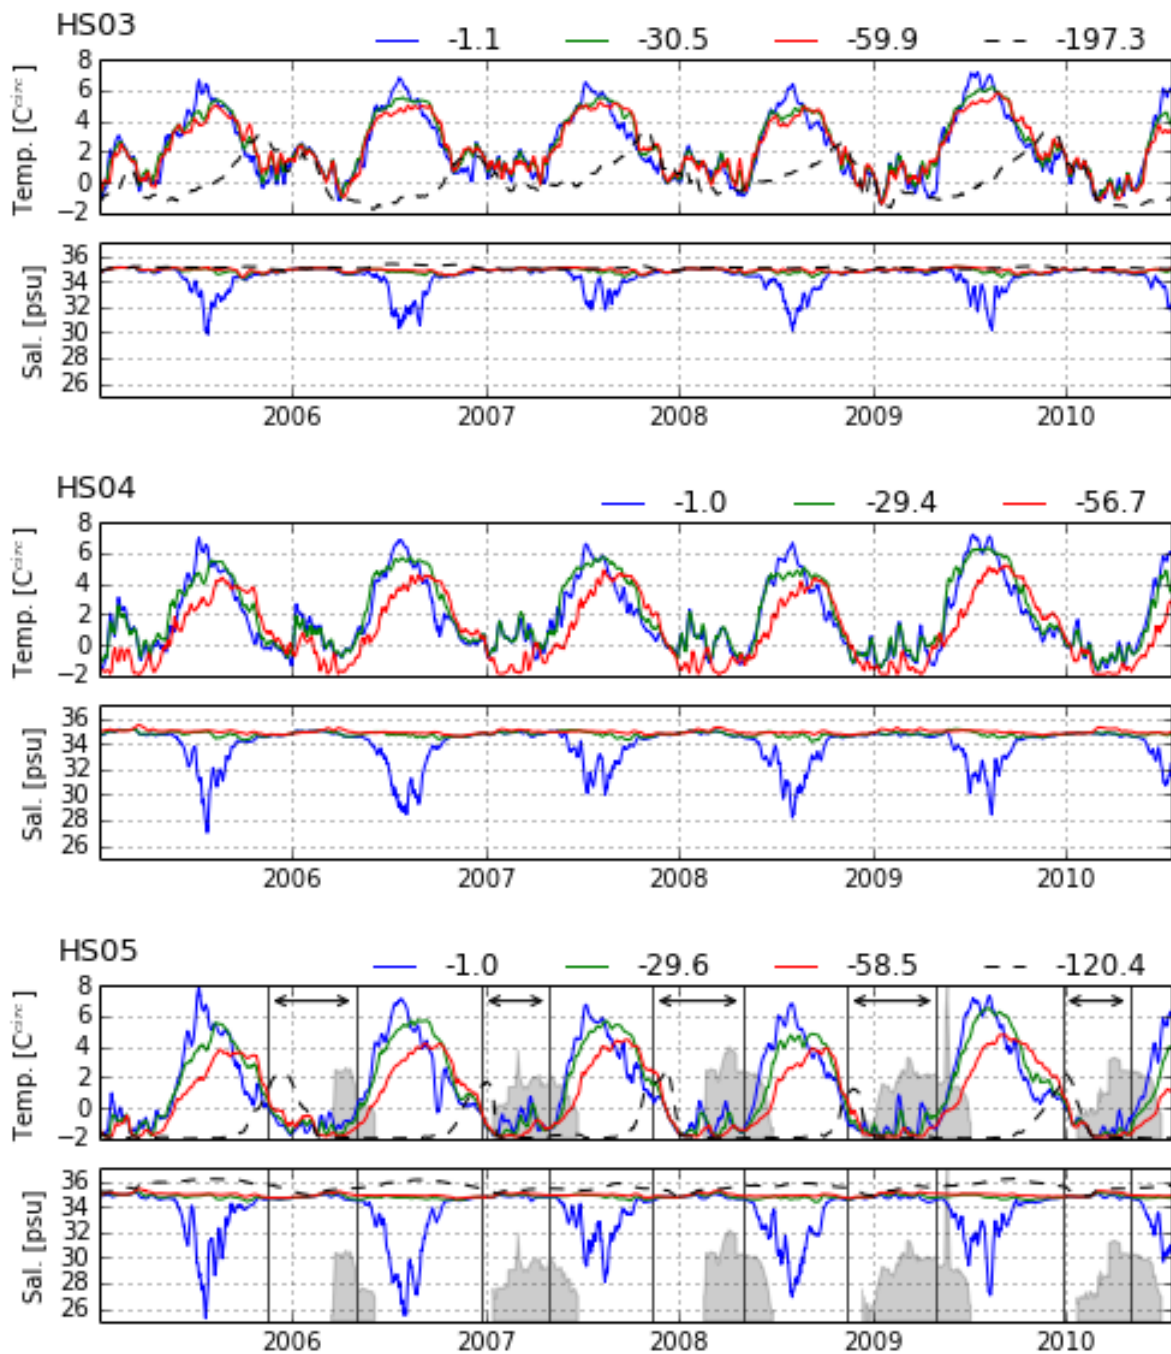 HS03
-1.1 -30.5 -59.9 -197.3
Temp. [C^circ ]
8
6
4
2
0
−2
Sal. [psu]
36
34
32
30
28
26
2006 2007 2008 2009 2010
HS04
-1.0 -29.4 -56.7
Temp. [C^circ ]
8
6
4
2
0
−2
Sal. [psu]
36
34
32
30
28
26
2006 2007 2008 2009 2010
HS05
-1.0 -29.6 -58.5 -120.4
Temp. [C^circ ]
8
6
4
2
0
−2
Sal. [psu]
36
34
32
30
28
26
2006 2007 2008 2009 2010